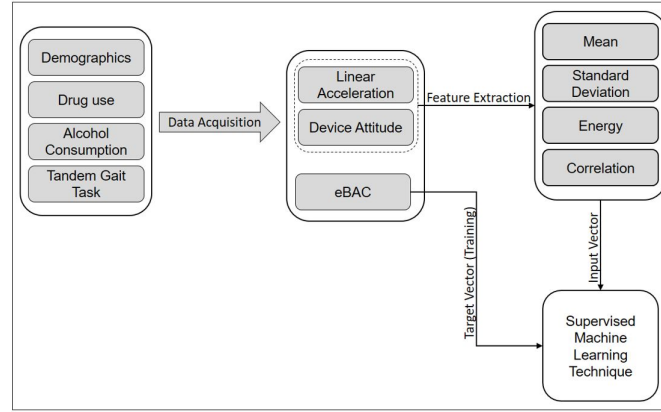 Demographics
Drug use
Alcohol
Consumption
Tandem Gait
Task
Data Acquisition
Linear
Acceleration
Device Attitude
eBAC
Feature Extraction
Target Vector (Training)
Mean
Standard
Deviation
Energy
Correlation
Input Vector
Supervised
Machine
Learning
Technique